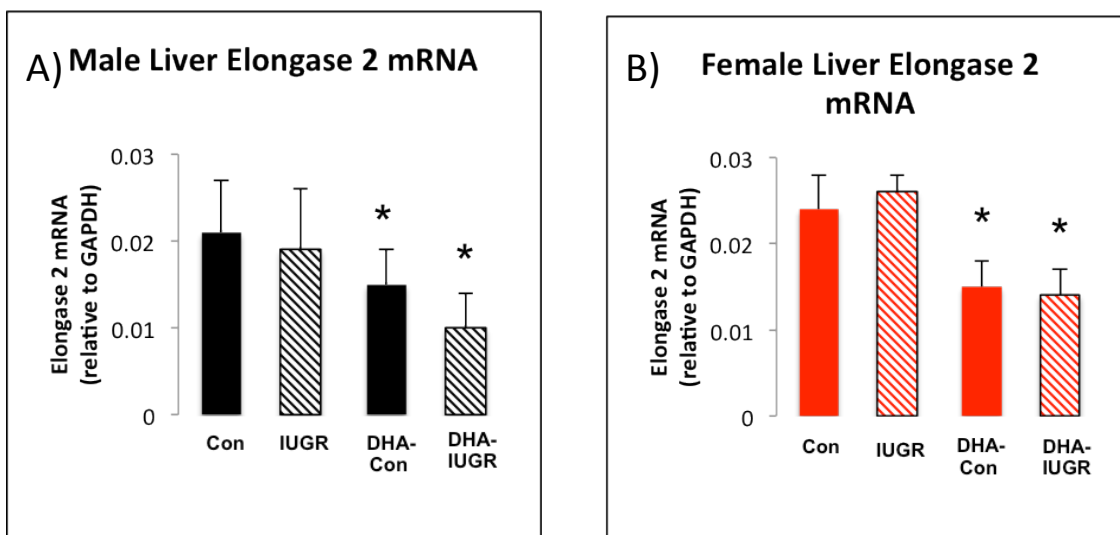 A) Male Liver Elongase 2 mRNA
Elongase 2 mRNA
(relative to GAPDH)
0.03
0.02
0.01
0
*
*
Con
IUGR
DHA-
Con
DHA-
IUGR
B) Female Liver Elongase 2
mRNA
Elongase 2 mRNA
(relative to GAPDH)
0.03
0.02
0.01
0
*
*
Con
IUGR
DHA-
Con
DHA-
IUGR